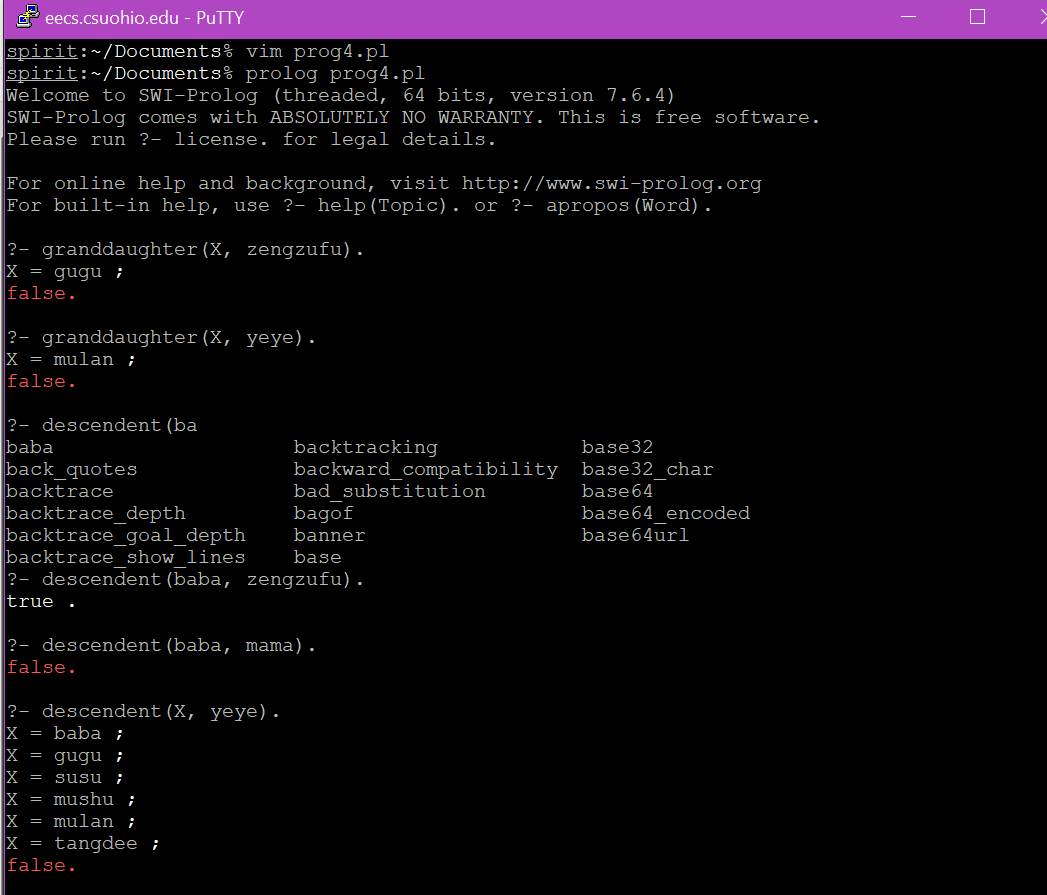 eecs.csuohio.edu - PuTTY
spirit:~/Documents% vim prog4.pl
spirit:~/Documents% prolog prog4.pl
Welcome to SWI-Prolog (threaded, 64 bits, version 7.6.4)
SWI-Prolog comes with ABSOLUTELY NO WARRANTY. This is free software.
Please run ?- license. for legal details.

For online help and background, visit http://www.swi-prolog.org
For built-in help, use ?- help(Topic). or ?- apropos(Word).

?- granddaughter(X, zengzufu).
X = gugu ;
false.

?- granddaughter(X, yeye).
X = mulan ;
false.

?- descendent(ba
baba                    backtracking            base32
back_quotes             backward_compatibility  base32_char
backtrace               bad_substitution        base64
backtrace_depth         bagof                   base64_encoded
backtrace_goal_depth    banner                  base64url
backtrace_show_lines    base
?- descendent(baba, zengzufu).
true .

?- descendent(baba, mama).
false.

?- descendent(X, yeye).
X = baba ;
X = gugu ;
X = susu ;
X = mushu ;
X = mulan ;
X = tangdee ;
false.